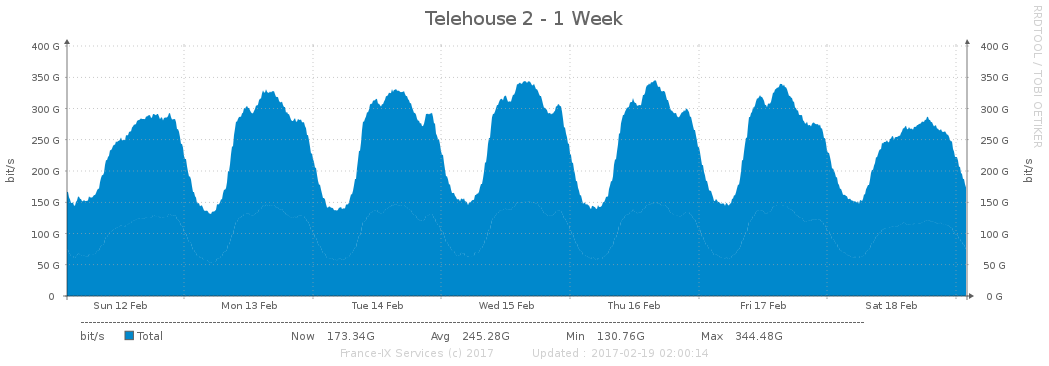 Telehouse 2 - 1 Week
RRDTOOL / TOBI OETIKER
400 G 400 G
350 G 350 G
300 G 300 G
250 G 250 G
200 G 200 G
150 G 150 G
100 G 100 G
50 G 50 G
0 0 G
bit/s
bit/s
Sun 12 Feb Mon 13 Feb Tue 14 Feb Wed 15 Feb Thu 16 Feb Fri 17 Feb Sat 18 Feb
bit/s Total Now 173.34G Avg 245.28G Min 130.76G Max 344.48G
France-IX Services (c) 2017 Updated : 2017-02-19 02:00:14